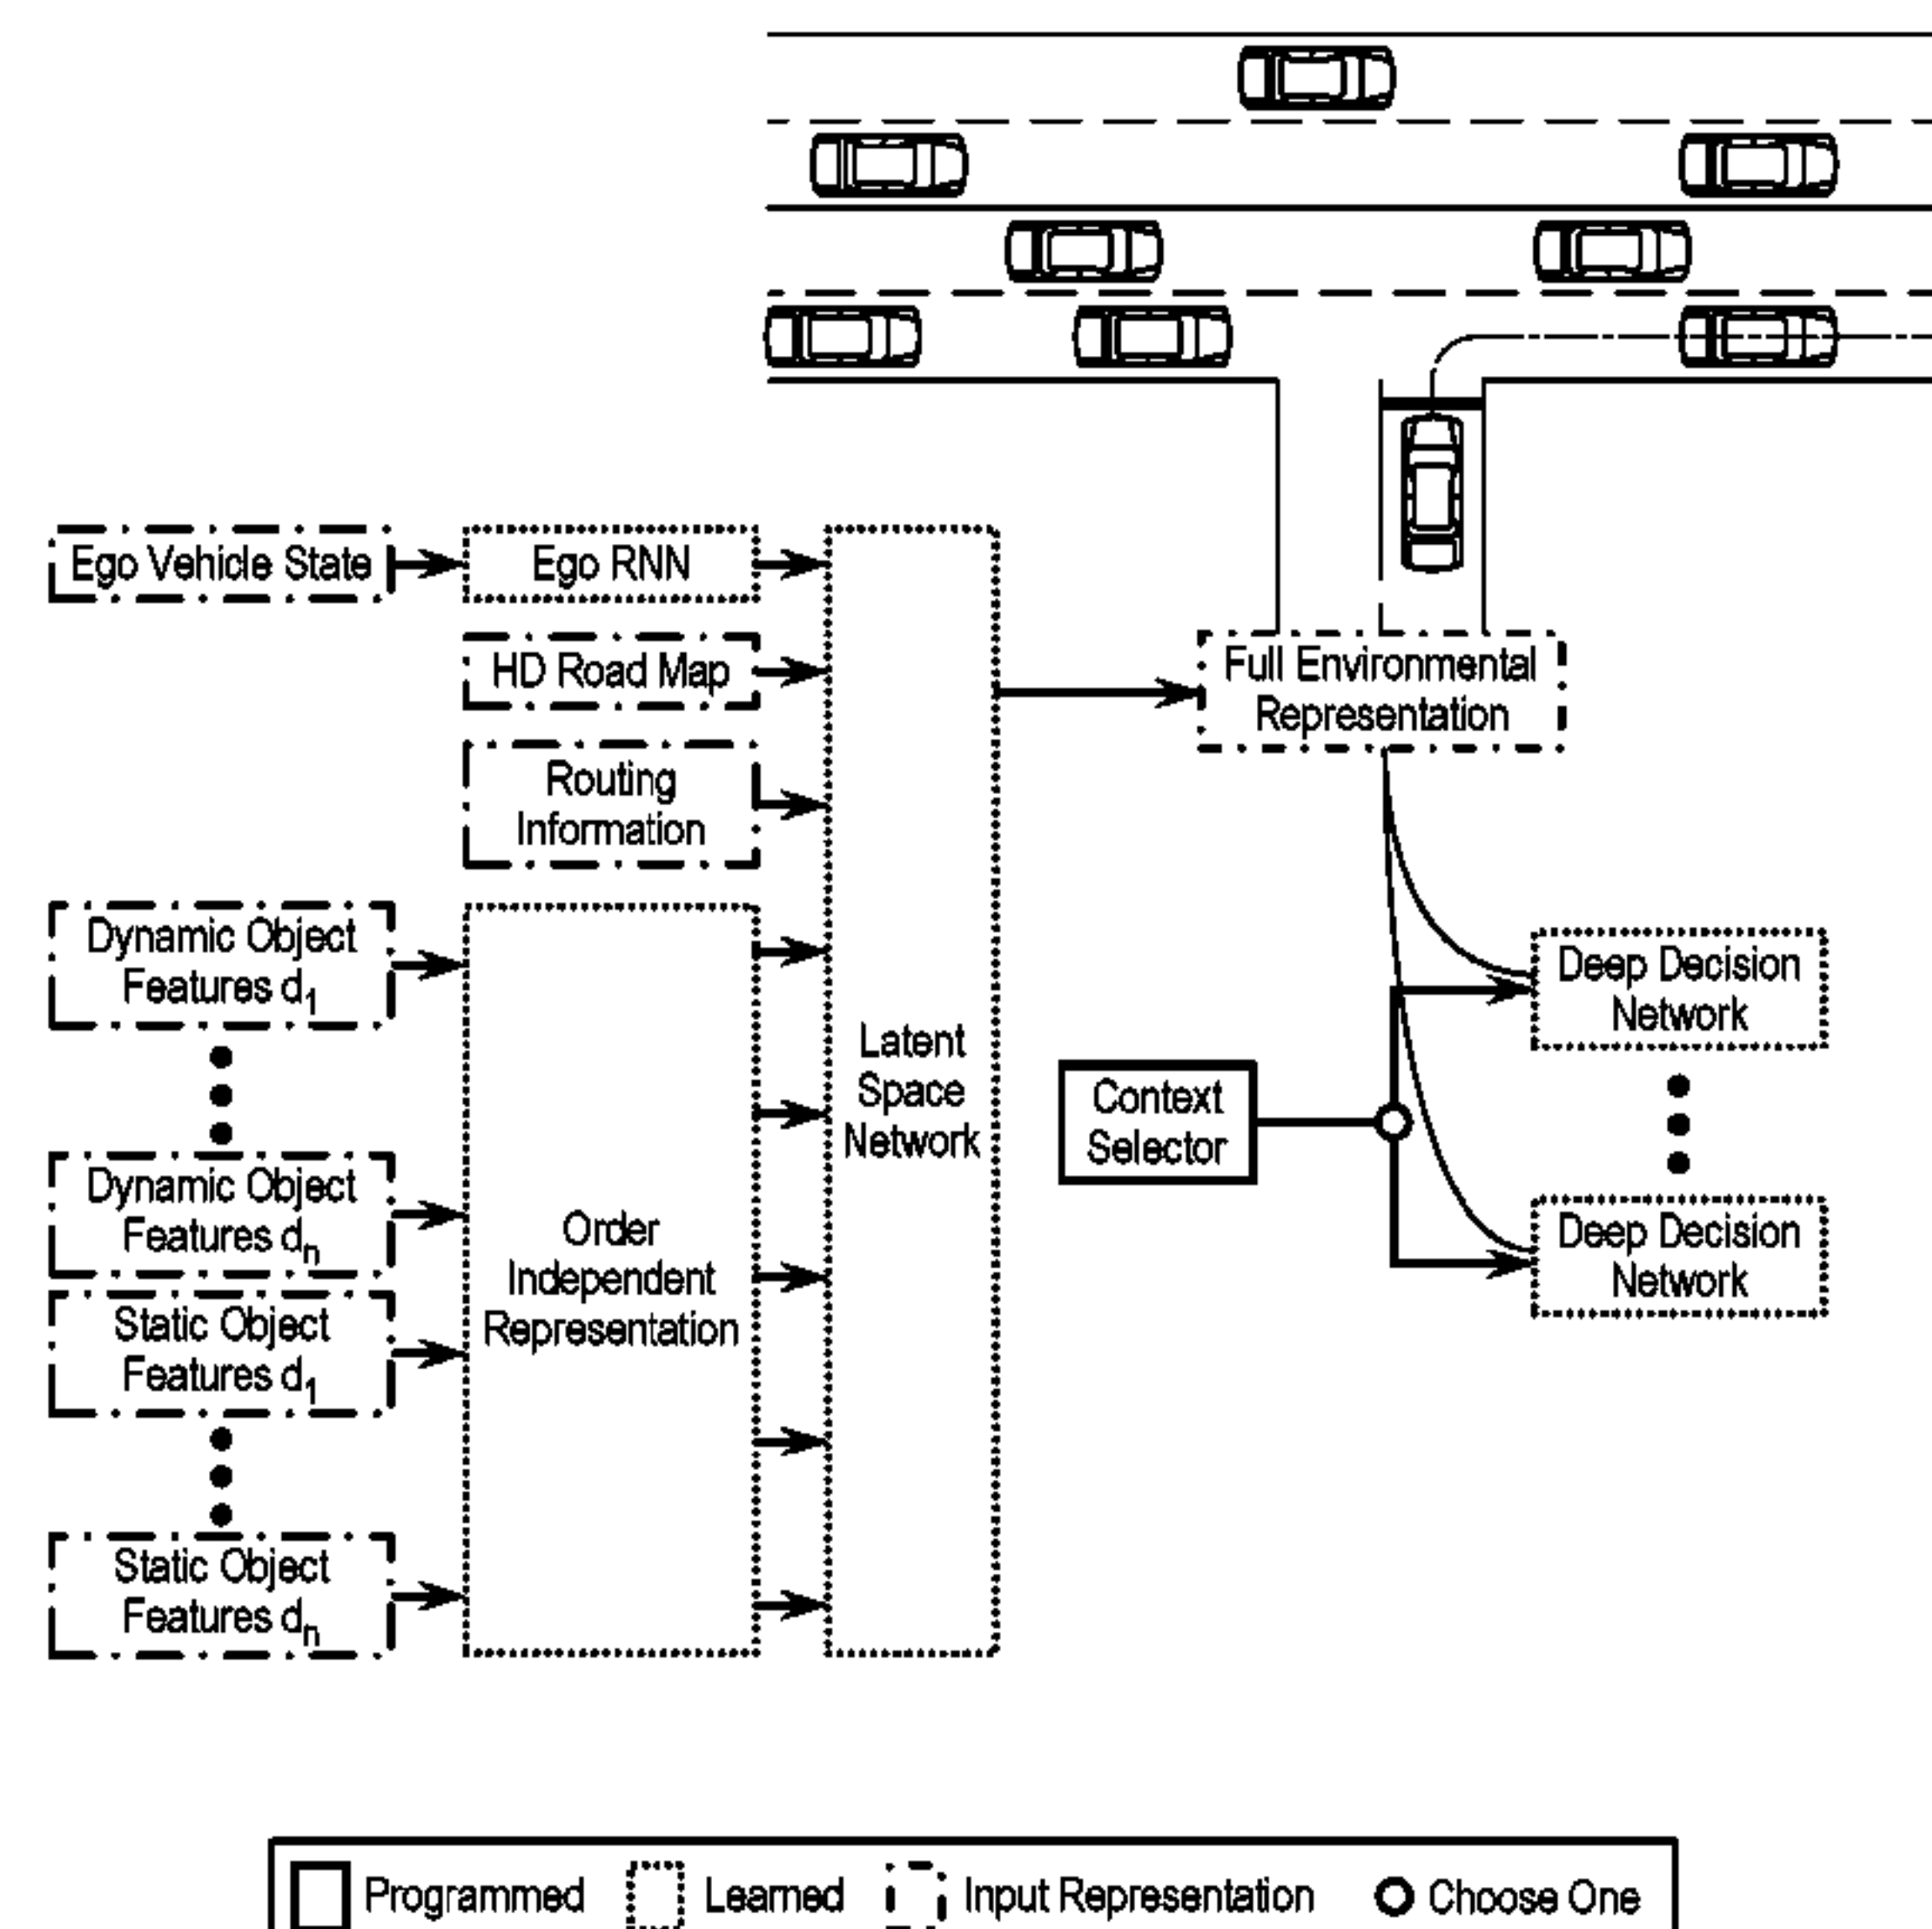 Ego Vehicle State
Ego RNN
HD Road Map
Routing
Information
Full Environmental
Representation
Dynamic Object
Features d1
Dynamic Object
Features dn
Static Object
Features d1
Static Object
Features dn
Order
Independent
Representation
Latent
Space
Network
Context
Selector
Deep Decision
Network
Deep Decision
Network
Programmed
Learned
Input Representation
Choose One